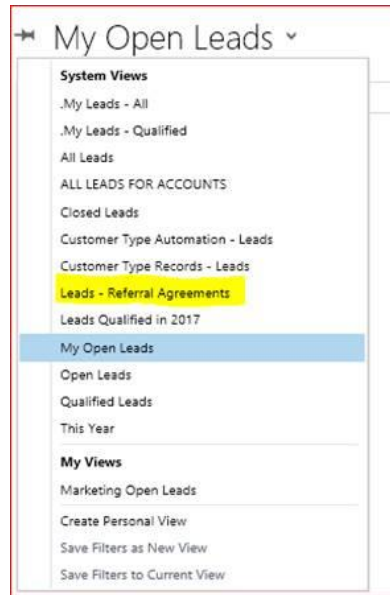 My Open Leads
System Views
.My Leads - All
.My Leads - Qualified
All Leads
ALL LEADS FOR ACCOUNTS
Closed Leads
Customer Type Automation - Leads
Customer Type Records - Leads
Leads - Referral Agreements
Leads Qualified in 2017
My Open Leads
Open Leads
Qualified Leads
This Year
My Views
Marketing Open Leads
Create Personal View
Save Filters as New View
Save Filters to Current View